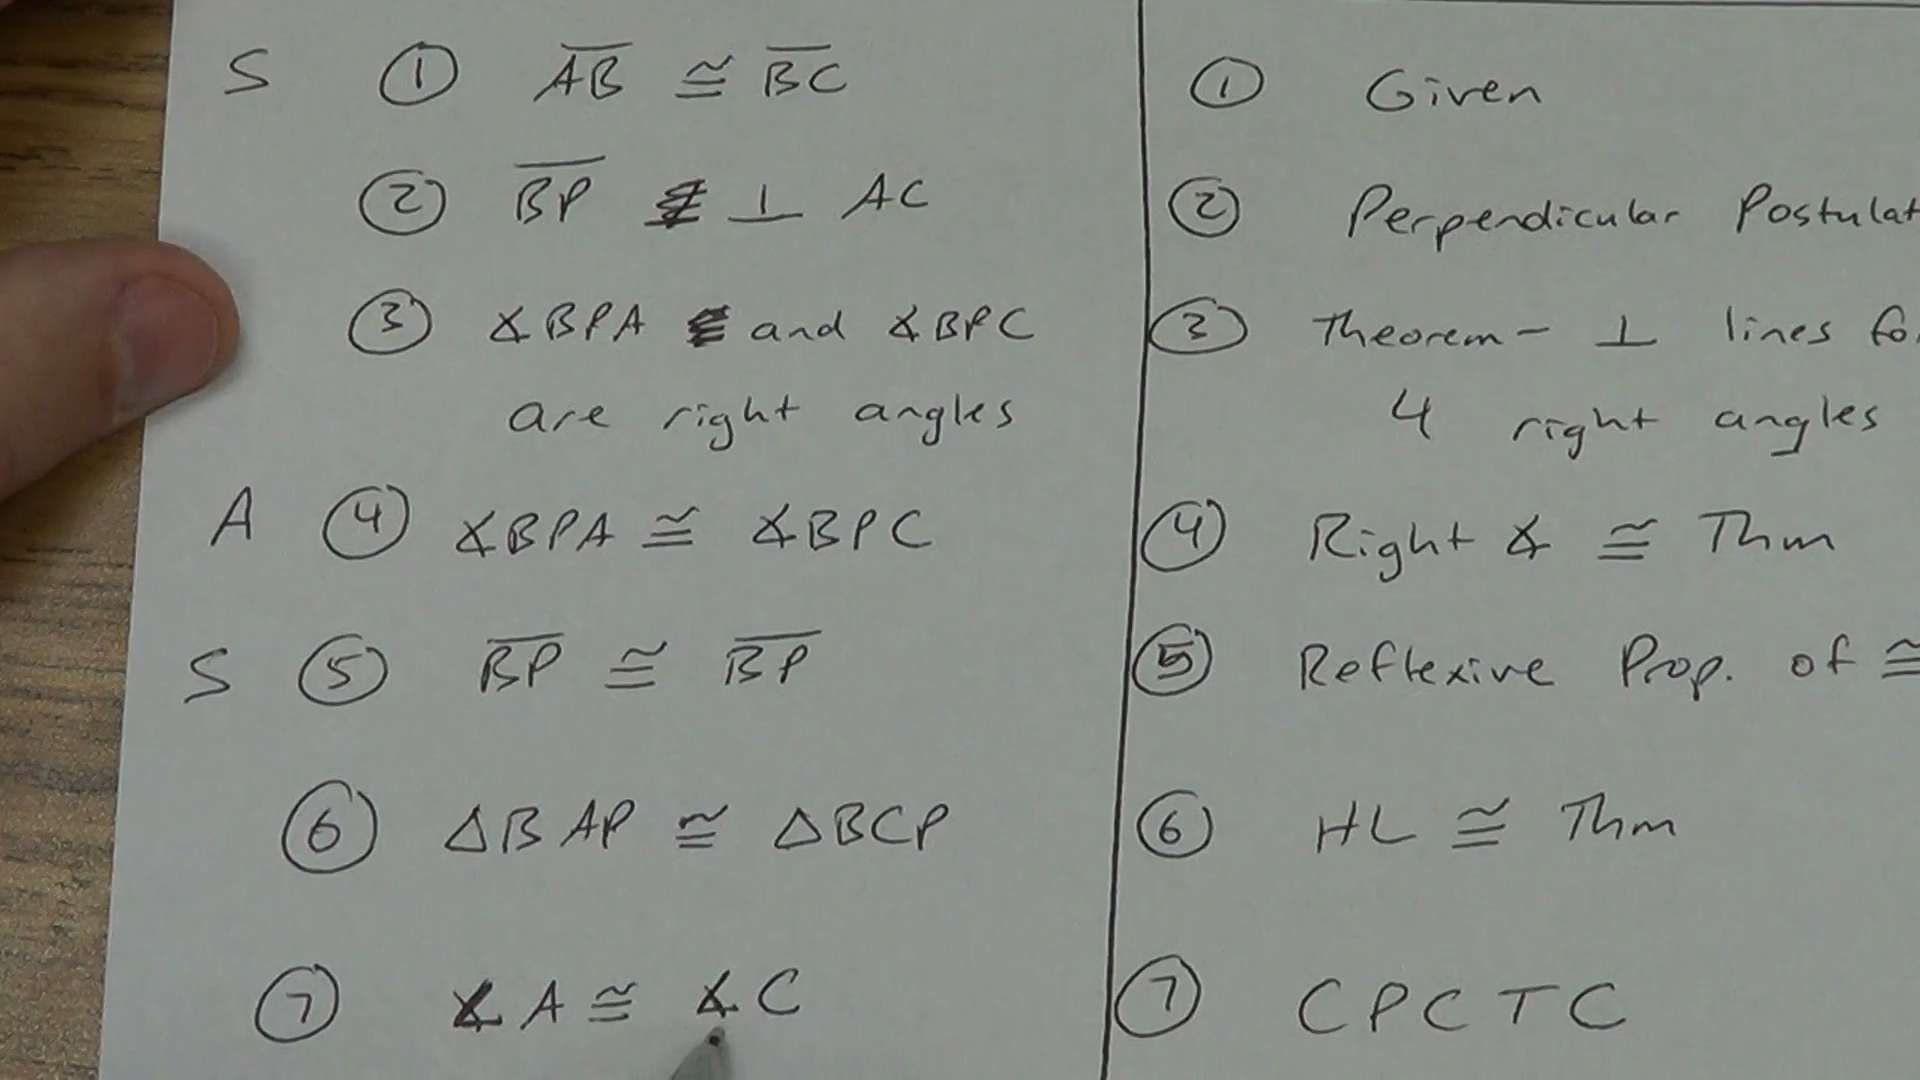 S ① AB ≅ BC ① Given
② BP ⊥ AC ② Perpendicular Postulat
③ ∡BPA and ∡BPC ③ Theorem - ⊥ lines fo
are right angles 4 right angles
A ④ ∡BPA ≅ ∡BPC ④ Right ∡ ≅ Thm
S ⑤ BP ≅ BP ⑤ Reflexive Prop. of ≅
⑥ △BAP ≅ △BCP ⑥ HL ≅ Thm
⑦ ∡A ≅ ∡C ⑦ CPCTC